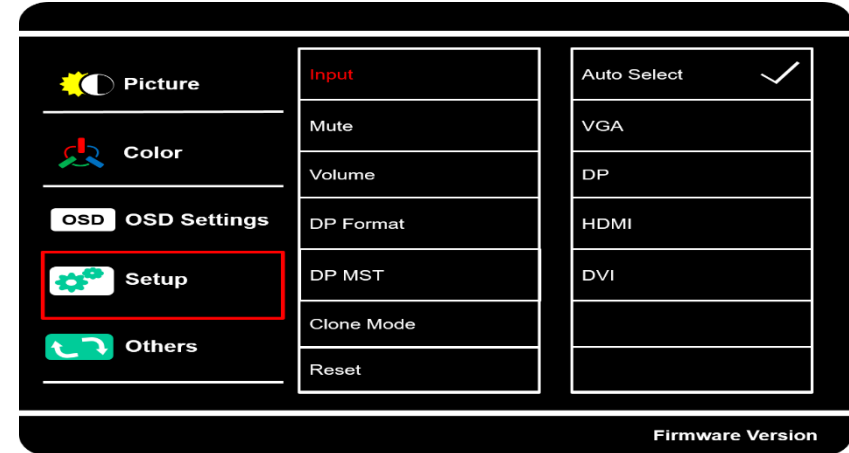 Picture
Color
OSD OSD Settings
Setup
Others
Input
Mute
Volume
DP Format
DP MST
Clone Mode
Reset
Auto Select
VGA
DP
HDMI
DVI
Firmware Version